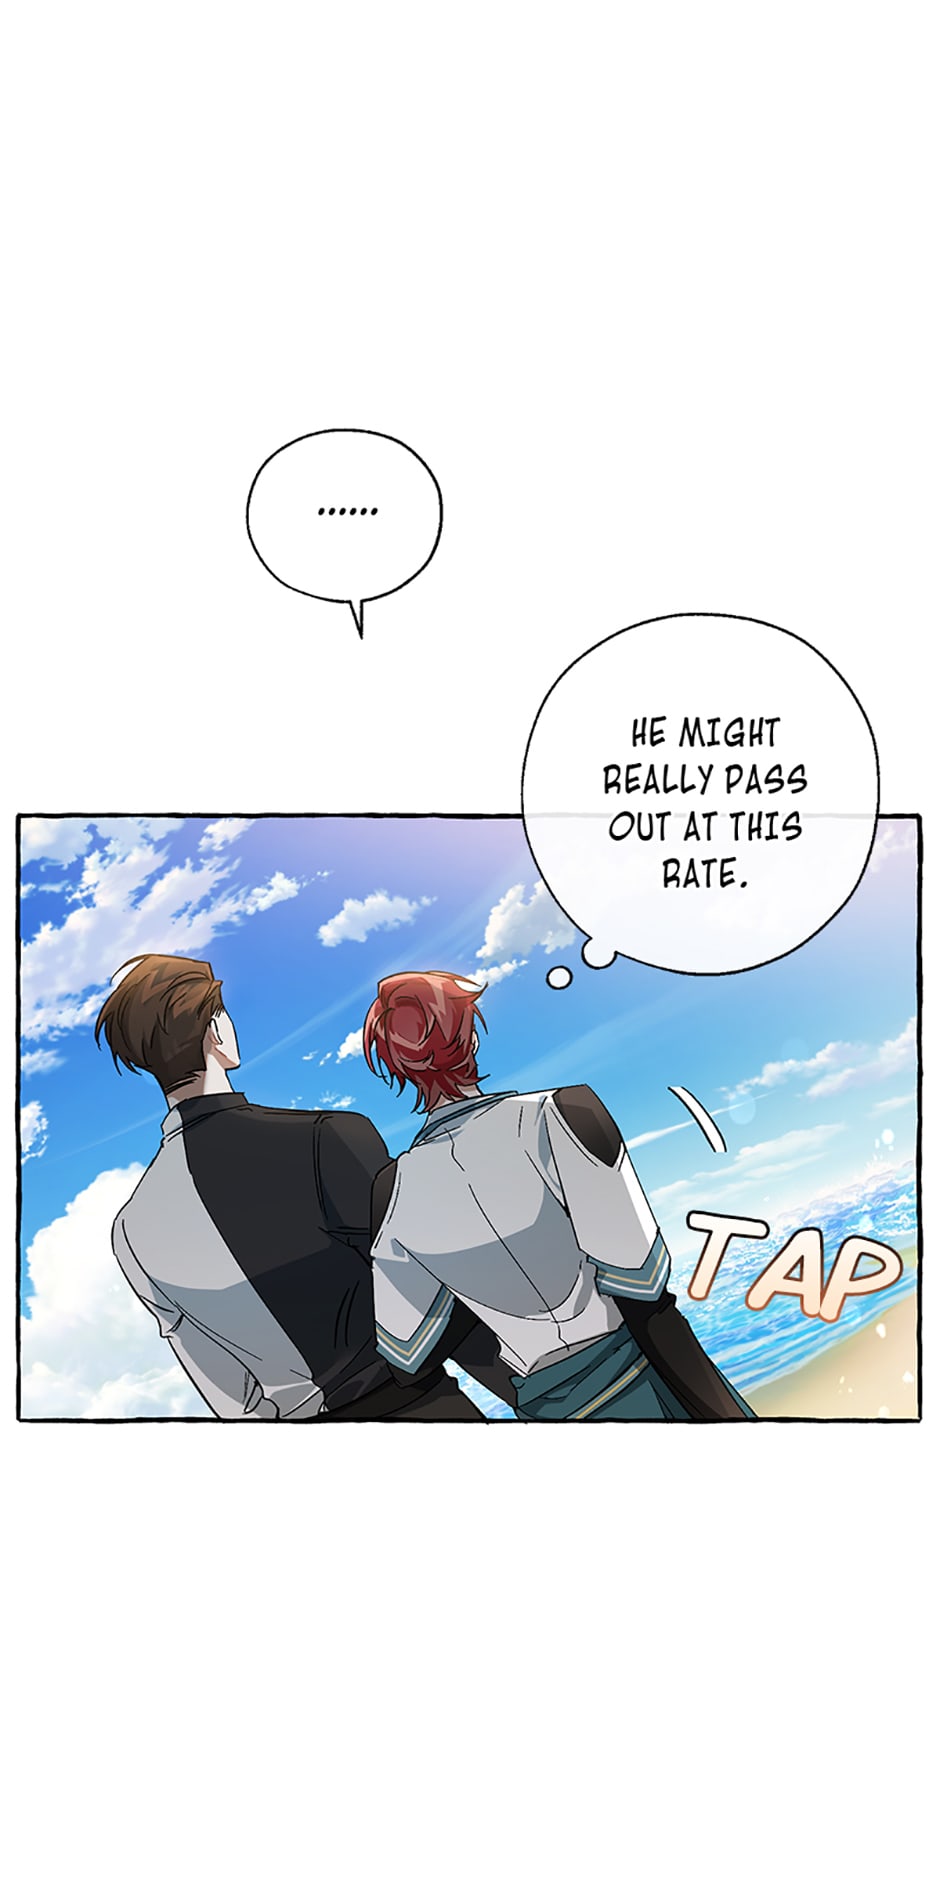 ......
HE MIGHT
REALLY PASS
OUT AT THIS
RATE.
TAP